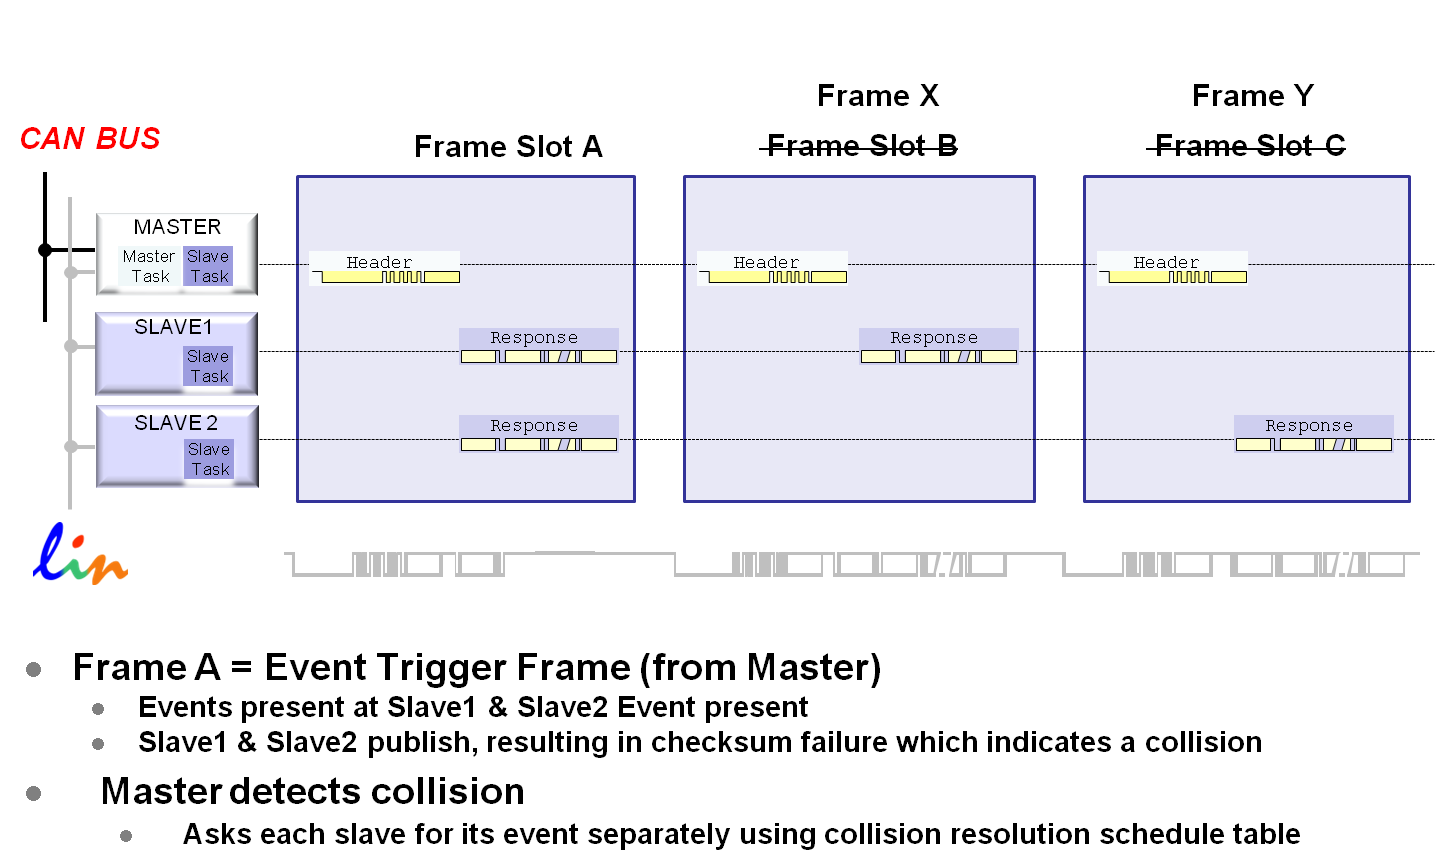 Frame X
Frame Y
CAN BUS
Frame Slot A
Frame Slot B
Frame Slot C
MASTER
Master Task
Slave Task
Header
Header
Header
SLAVE1
Slave Task
Response
Response
SLAVE 2
Slave Task
Response
Response
lin
Frame A = Event Trigger Frame (from Master)
Events present at Slave1 & Slave2 Event present
Slave1 & Slave2 publish, resulting in checksum failure which indicates a collision
Master detects collision
Asks each slave for its event separately using collision resolution schedule table